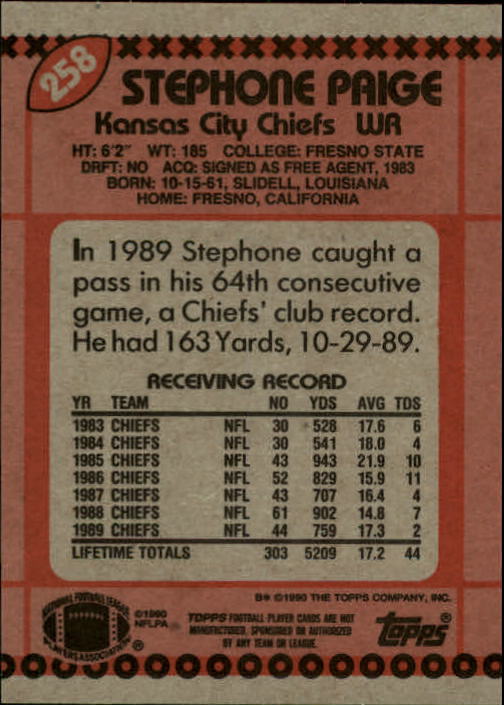 258
STEPHONE PAIGE
Kansas City Chiefs WR
HT: 6'2" WT: 185 COLLEGE: FRESNO STATE
DRFT: NO ACQ: SIGNED AS FREE AGENT, 1983
BORN: 10-15-61, SLIDELL, LOUISIANA
HOME: FRESNO, CALIFORNIA
In 1989 Stephone caught a
pass in his 64th consecutive
game, a Chiefs' club record.
He had 163 Yards, 10-29-89.
RECEIVING RECORD
YR TEAM NO YDS AVG TDS
1983 CHIEFS NFL 30 528 17.6 6
1984 CHIEFS NFL 30 541 18.0 4
1985 CHIEFS NFL 43 943 21.9 10
1986 CHIEFS NFL 52 829 15.9 11
1987 CHIEFS NFL 43 707 16.4 4
1988 CHIEFS NFL 61 902 14.8 7
1989 CHIEFS NFL 44 759 17.3 2
LIFETIME TOTALS 303 5209 17.2 44
B* © 1990 THE TOPPS COMPANY, INC.
NATIONAL FOOTBALL LEAGUE
PLAYERS ASSOCIATION ®
© 1990
NFLPA
TOPPS FOOTBALL PLAYER CARDS ARE NOT
MANUFACTURED, SPONSORED OR AUTHORIZED
BY ANY TEAM OR LEAGUE.
topps®